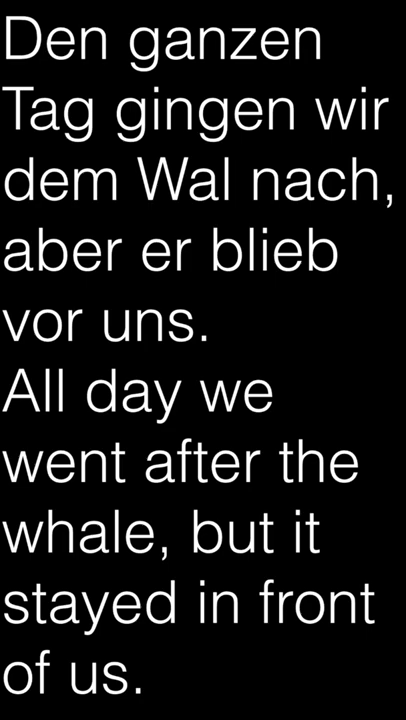 Den ganzen
Tag gingen wir
dem Wal nach,
aber er blieb
vor uns.
All day we
went after the
whale, but it
stayed in front
of us.